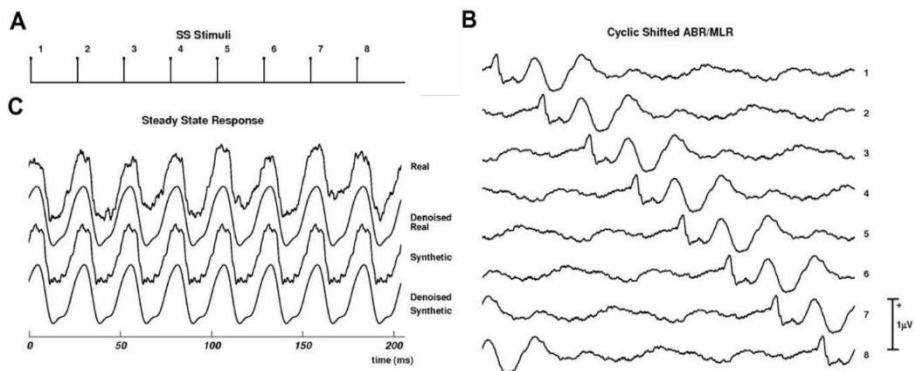 A
SS Stimuli
1 2 3 4 5 6 7 8
C
Steady State Response
Real
Denoised
Real
Synthetic
Denoised
Synthetic
0 50 100 150 200
time (ms)
B
Cyclic Shifted ABR/MLR
1
2
3
4
5
6
7
8
+
1μV